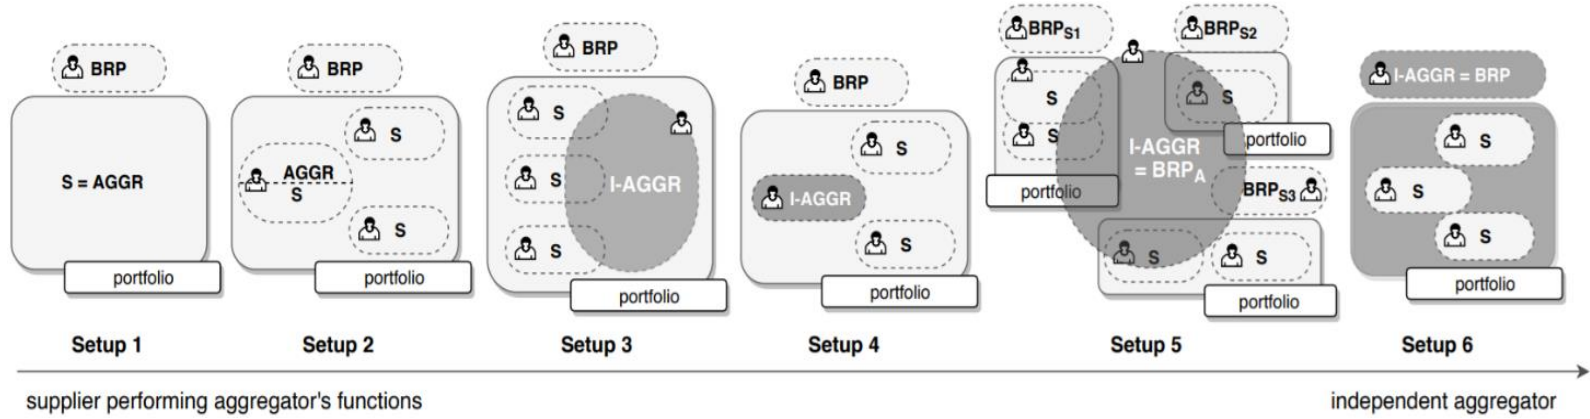 BRP
S = AGGR
portfolio
Setup 1
BRP
S
AGGR
S
S
portfolio
Setup 2
BRP
S
S
I-AGGR
S
portfolio
Setup 3
BRP
S
I-AGGR
S
portfolio
Setup 4
BRPS1
BRPS2
S
S
S
I-AGGR
= BRPA
portfolio
portfolio
BRPS3
S
S
portfolio
Setup 5
I-AGGR = BRP
S
S
S
portfolio
Setup 6
supplier performing aggregator's functions
independent aggregator